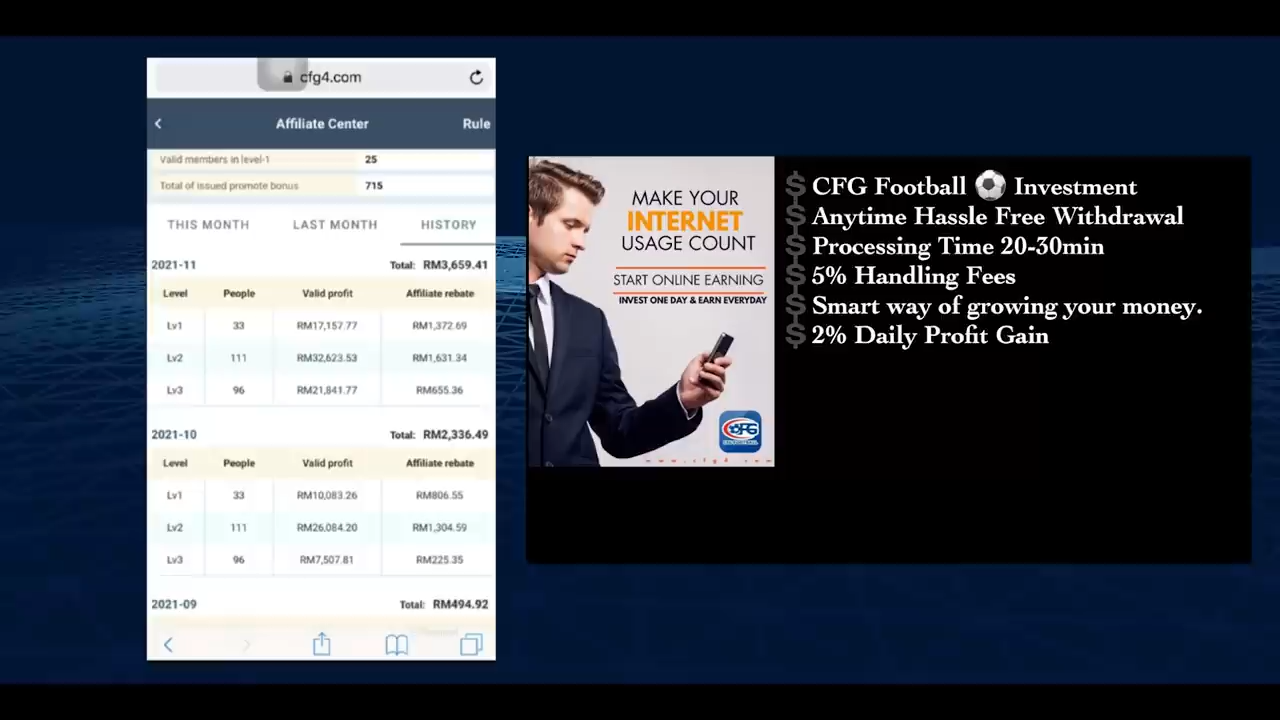 cfg4.com
Affiliate Center
Rule
Valid members in level-1 25
Total of issued promote bonus 715
THIS MONTH LAST MONTH HISTORY
2021-11 Total: RM3,659.41
Level People Valid profit Affiliate rebate
Lv1 33 RM17,157.77 RM1,372.69
Lv2 111 RM32,623.53 RM1,631.34
Lv3 96 RM21,841.77 RM655.36
2021-10 Total: RM2,336.49
Level People Valid profit Affiliate rebate
Lv1 33 RM10,083.26 RM806.55
Lv2 111 RM26,084.20 RM1,304.59
Lv3 96 RM7,507.81 RM225.35
2021-09 Total: RM494.92
MAKE YOUR
INTERNET
USAGE COUNT
START ONLINE EARNING
INVEST ONE DAY & EARN EVERYDAY
CFG
www.cfg4.com
💲 CFG Football ⚽ Investment
💲 Anytime Hassle Free Withdrawal
💲 Processing Time 20-30min
💲 5% Handling Fees
💲 Smart way of growing your money.
💲 2% Daily Profit Gain